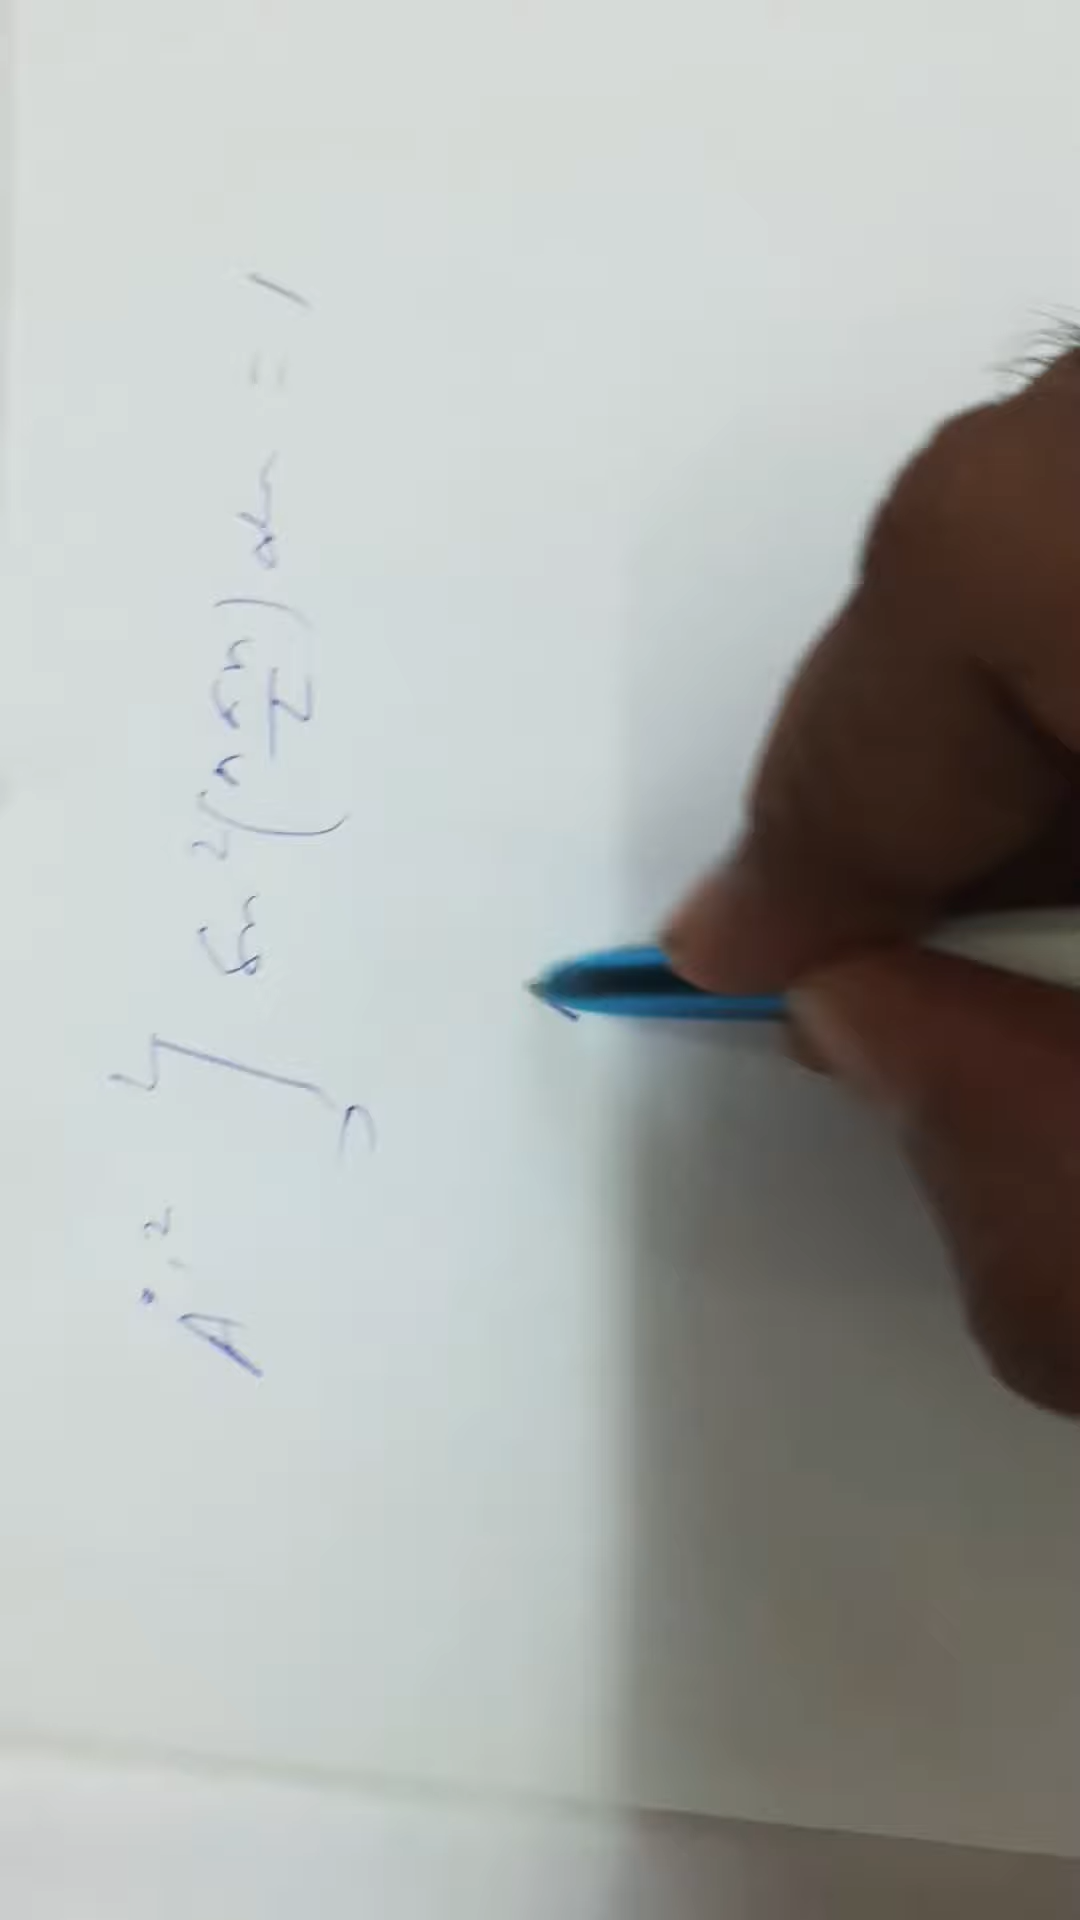 A² ∫₀ᴸ sin²(nπx/L) dx = 1